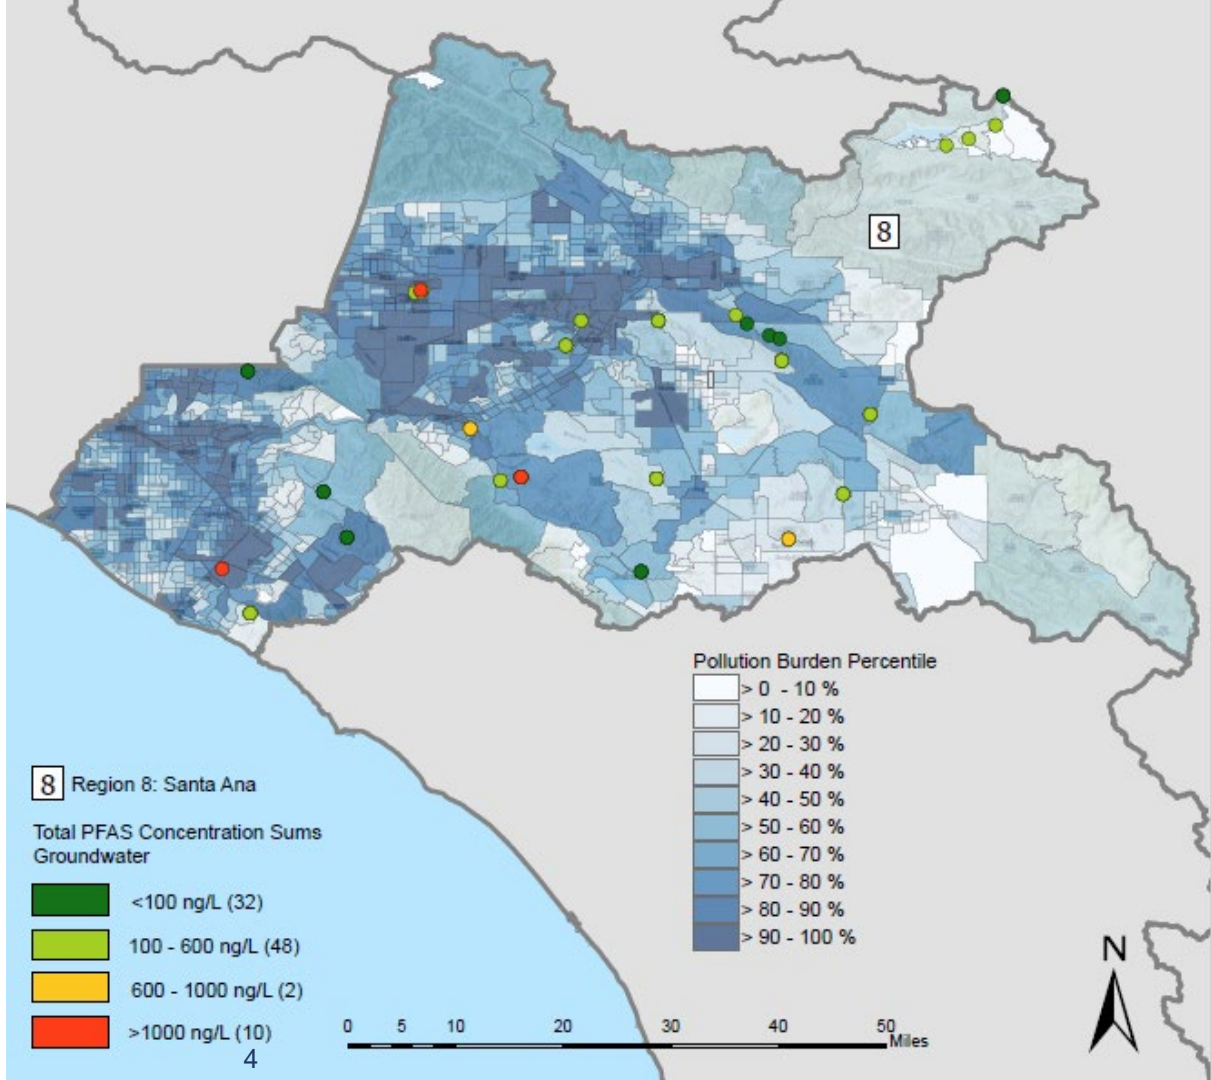 8
Pollution Burden Percentile
> 0 - 10 %
> 10 - 20 %
> 20 - 30 %
> 30 - 40 %
> 40 - 50 %
> 50 - 60 %
> 60 - 70 %
> 70 - 80 %
> 80 - 90 %
> 90 - 100 %
8 Region 8: Santa Ana
Total PFAS Concentration Sums
Groundwater
<100 ng/L (32)
100 - 600 ng/L (48)
600 - 1000 ng/L (2)
>1000 ng/L (10)
4
0 5 10 20 30 40 50
Miles
N